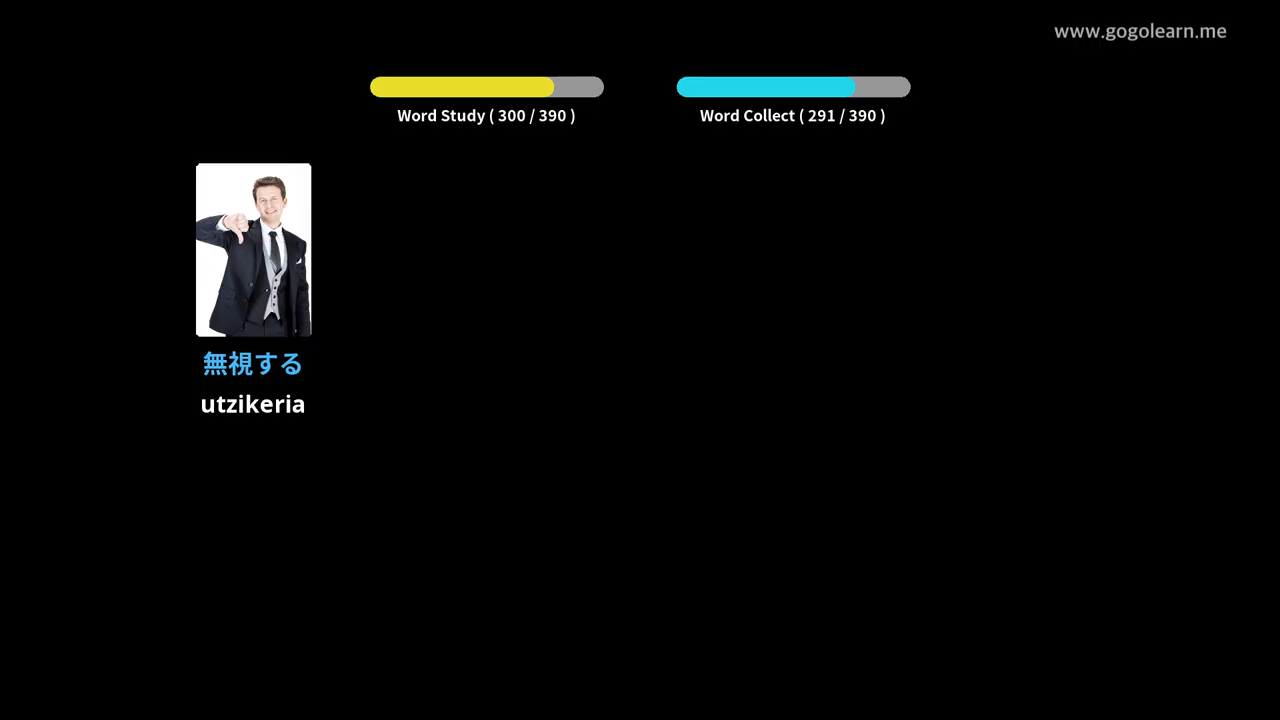 www.gogolearn.me
Word Study ( 300 / 390 )
Word Collect ( 291 / 390 )
無視する
utzikeria